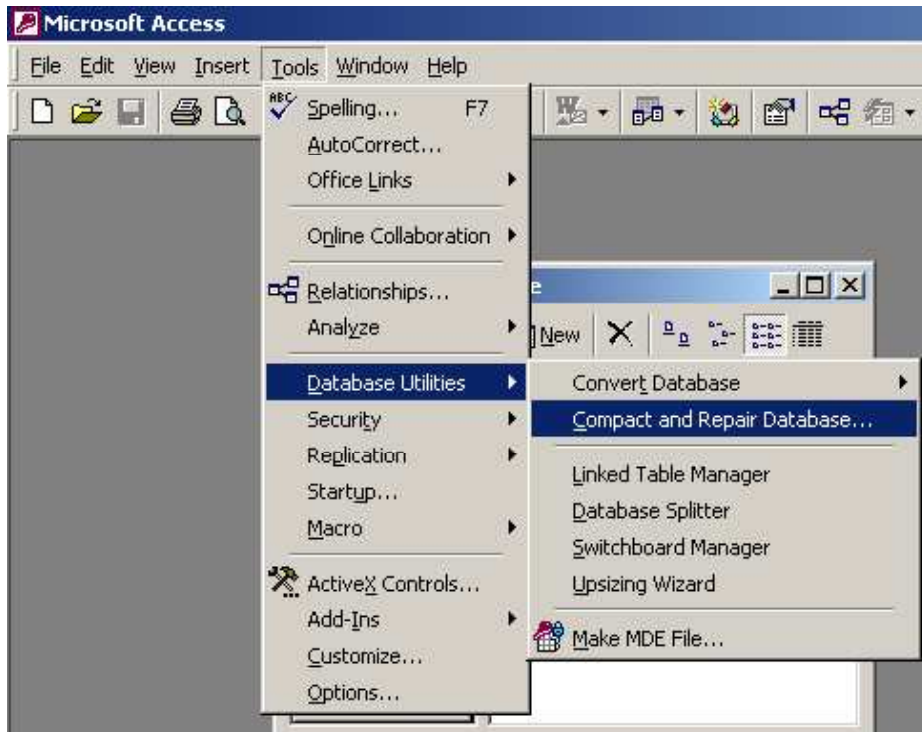 Microsoft Access
File Edit View Insert Tools Window Help
ABC
Spelling... F7
AutoCorrect...
Office Links
Online Collaboration
Relationships...
Analyze
Database Utilities
Security
Replication
Startup...
Macro
ActiveX Controls...
Add-Ins
Customize...
Options...
e
New
Convert Database
Compact and Repair Database...
Linked Table Manager
Database Splitter
Switchboard Manager
Upsizing Wizard
Make MDE File...